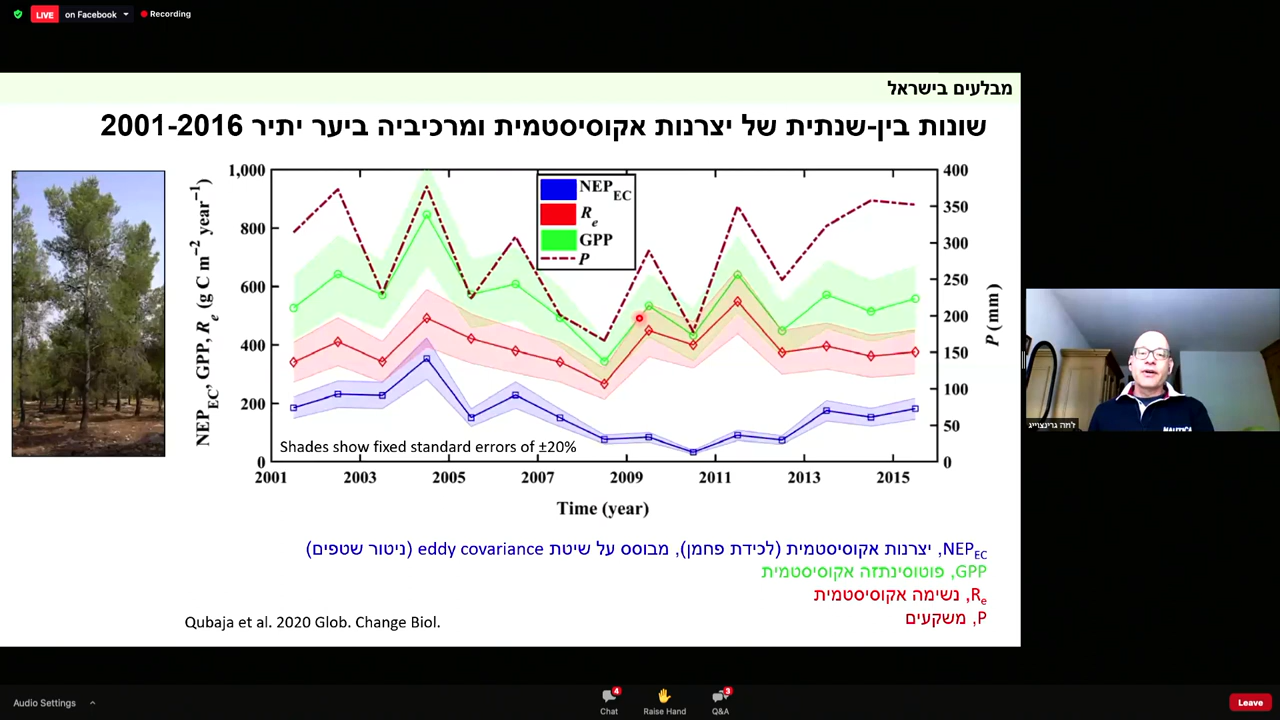 LIVE on Facebook Recording
מבלעים בישראל
שונות בין-שנתית של יצרנות אקוסיסטמית ומרכיביה ביער יתיר 2001-2016
NEP_EC, GPP, R_e (g C m⁻² year⁻¹)
1,000
800
600
400
200
0
NEP_EC
R_e
GPP
P
400
350
300
250
200
150
100
50
0
P (mm)
Shades show fixed standard errors of ±20%
2001 2003 2005 2007 2009 2011 2013 2015
Time (year)
NEP_EC, יצרנות אקוסיסטמית (לכידת פחמן), מבוסס על שיטת eddy covariance (ניטור שטפים)
GPP, פוטוסינתזה אקוסיסטמית
R_e, נשימה אקוסיסטמית
P, משקעים
Qubaja et al. 2020 Glob. Change Biol.
NAUTICA
Audio Settings
4
Chat
Raise Hand
3
Q&A
Leave